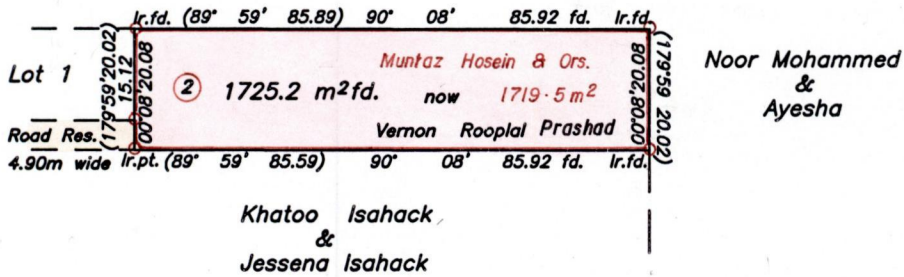 Ir.fd. (89° 59' 85.89) 90° 08' 85.92 fd. Ir.fd.
Lot 1
(179°59'20.02)
15.12
00°08'20.08
2 1725.2 m² fd.
Muntaz Hosein & Ors.
now 1719·5 m²
Vernon Rooplal Prashad
00°08'20.08
(179°59 20.02)
Noor Mohammed
&
Ayesha
Road Res.
4.90m wide
Ir.pt. (89° 59' 85.59) 90° 08' 85.92 fd. Ir.fd.
Khatoo Isahack
&
Jessena Isahack